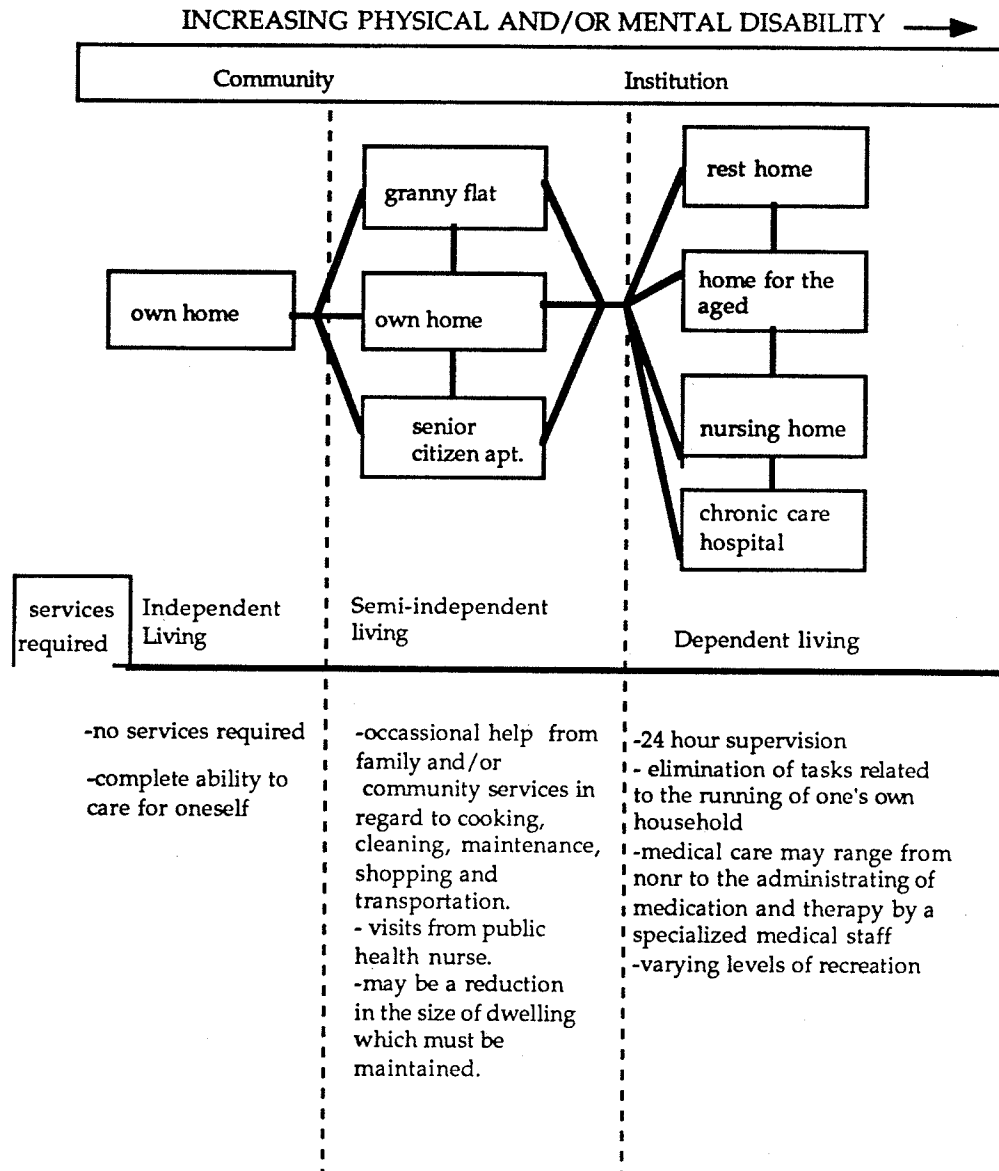 INCREASING PHYSICAL AND/OR MENTAL DISABILITY
Community
Institution
own home
granny flat
own home
senior
citizen apt.
rest home
home for the
aged
nursing home
chronic care
hospital
services
required
Independent
Living
Semi-independent
living
Dependent living
-no services required
-complete ability to
care for oneself
-occassional help from
family and/or
community services in
regard to cooking,
cleaning, maintenance,
shopping and
transportation.
- visits from public
health nurse.
-may be a reduction
in the size of dwelling
which must be
maintained.
-24 hour supervision
- elimination of tasks related
to the running of one's own
household
-medical care may range from
nonr to the administrating of
medication and therapy by a
specialized medical staff
-varying levels of recreation